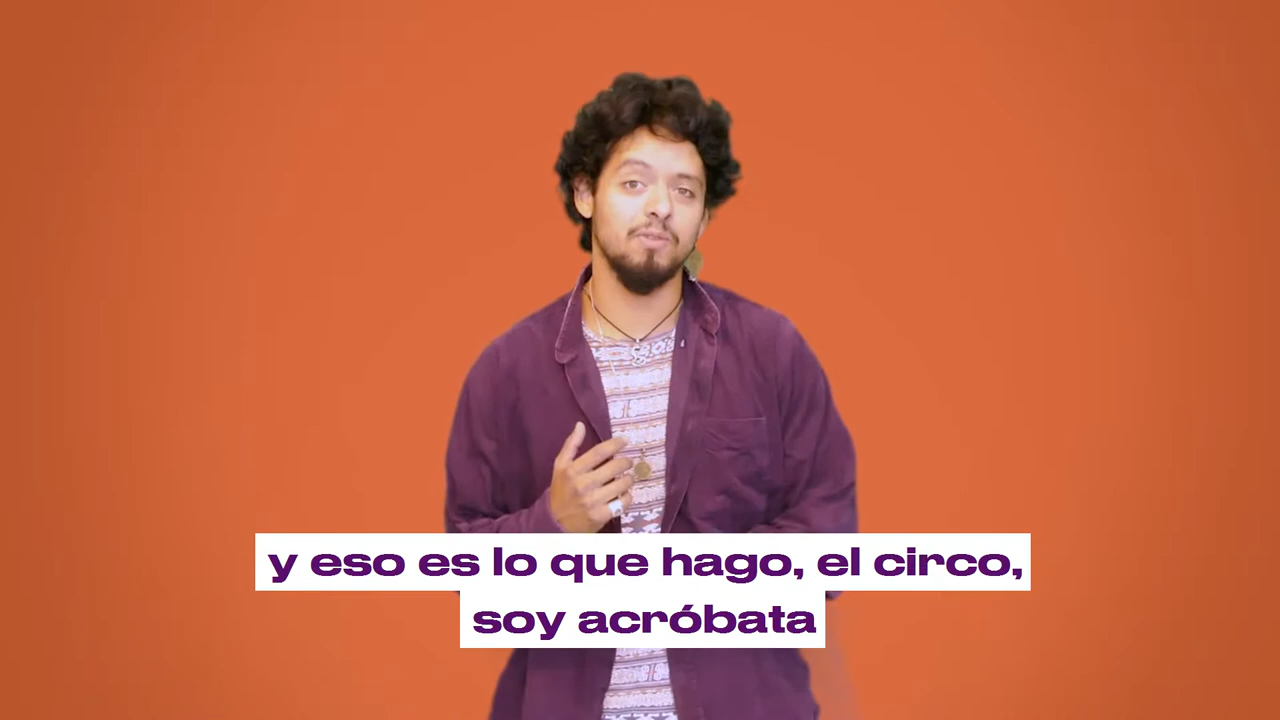 y eso es lo que hago, el circo,
soy acróbata